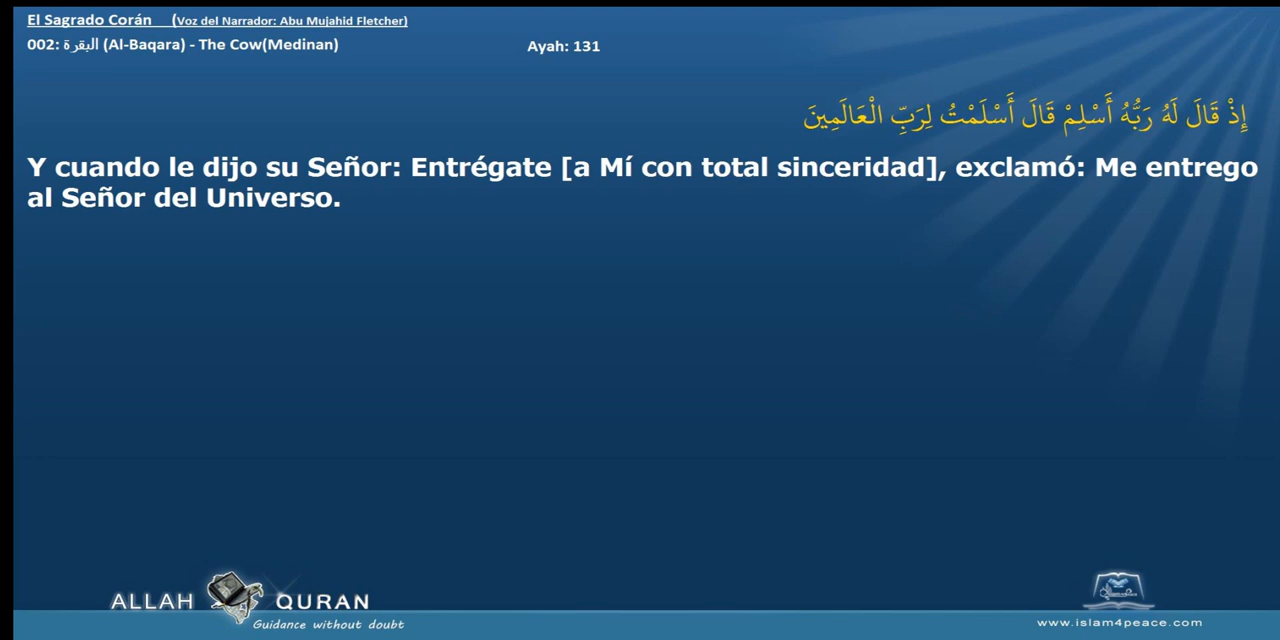 El Sagrado Corán (Voz del Narrador: Abu Mujahid Fletcher)
002: البقرة (Al-Baqara) - The Cow(Medinan) Ayah: 131
إِذْ قَالَ لَهُ رَبُّهُ أَسْلِمْ قَالَ أَسْلَمْتُ لِرَبِّ الْعَالَمِينَ
Y cuando le dijo su Señor: Entrégate [a Mí con total sinceridad], exclamó: Me entrego
al Señor del Universo.
ALLAH QURAN
Guidance without doubt
www.islam4peace.com